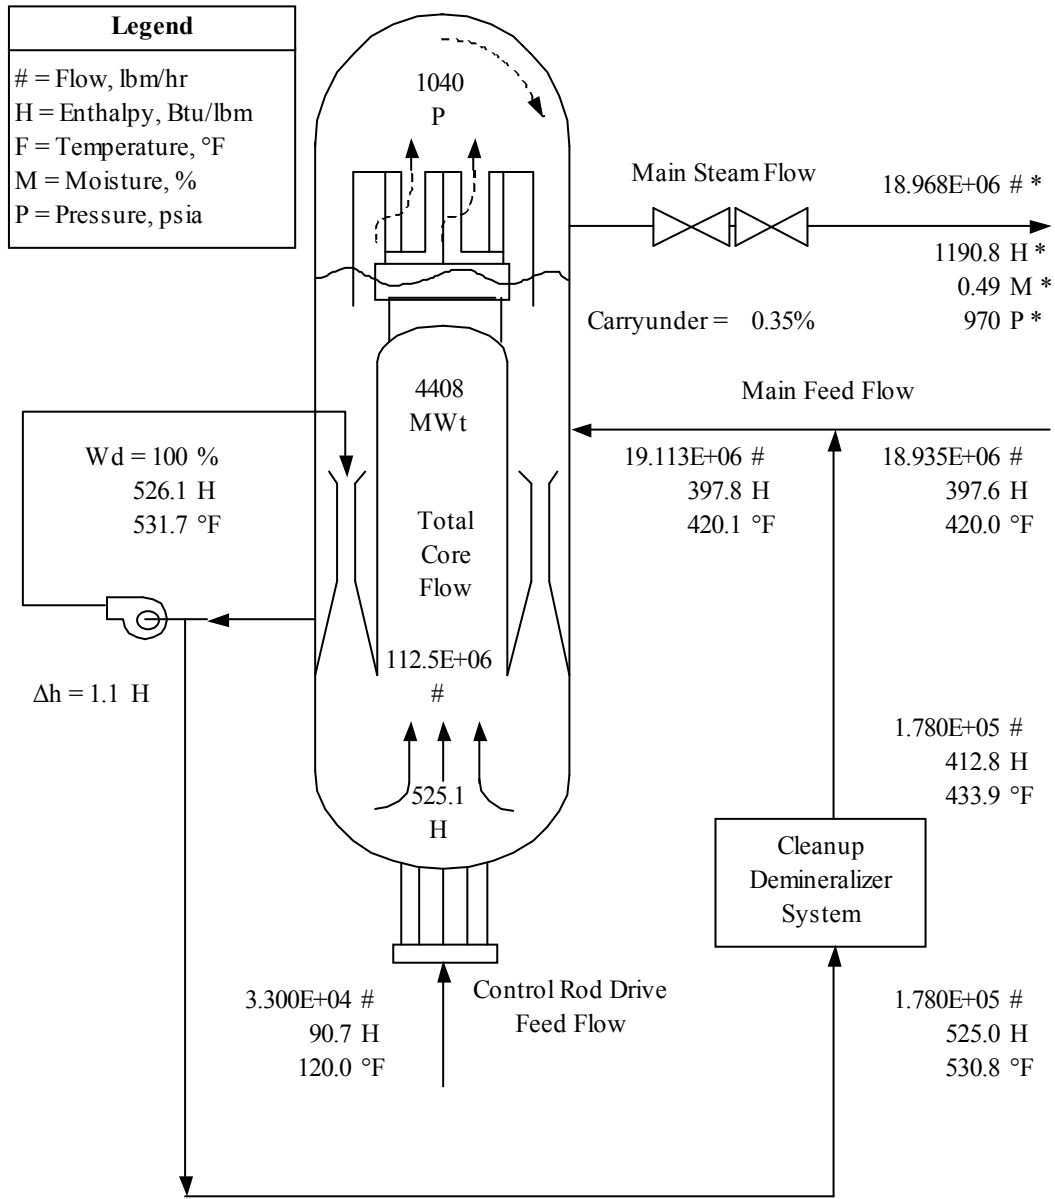 Legend
# = Flow, lbm/hr
H = Enthalpy, Btu/lbm
F = Temperature, °F
M = Moisture, %
P = Pressure, psia
1040
P
Main Steam Flow
18.968E+06 # *
1190.8 H *
0.49 M *
970 P *
Carryunder = 0.35%
4408
MWt
Main Feed Flow
Wd = 100 %
526.1 H
531.7 °F
19.113E+06 #
397.8 H
420.1 °F
18.935E+06 #
397.6 H
420.0 °F
Total
Core
Flow
112.5E+06
#
Δh = 1.1 H
1.780E+05 #
412.8 H
433.9 °F
525.1
H
Cleanup
Demineralizer
System
3.300E+04 #
90.7 H
120.0 °F
Control Rod Drive
Feed Flow
1.780E+05 #
525.0 H
530.8 °F